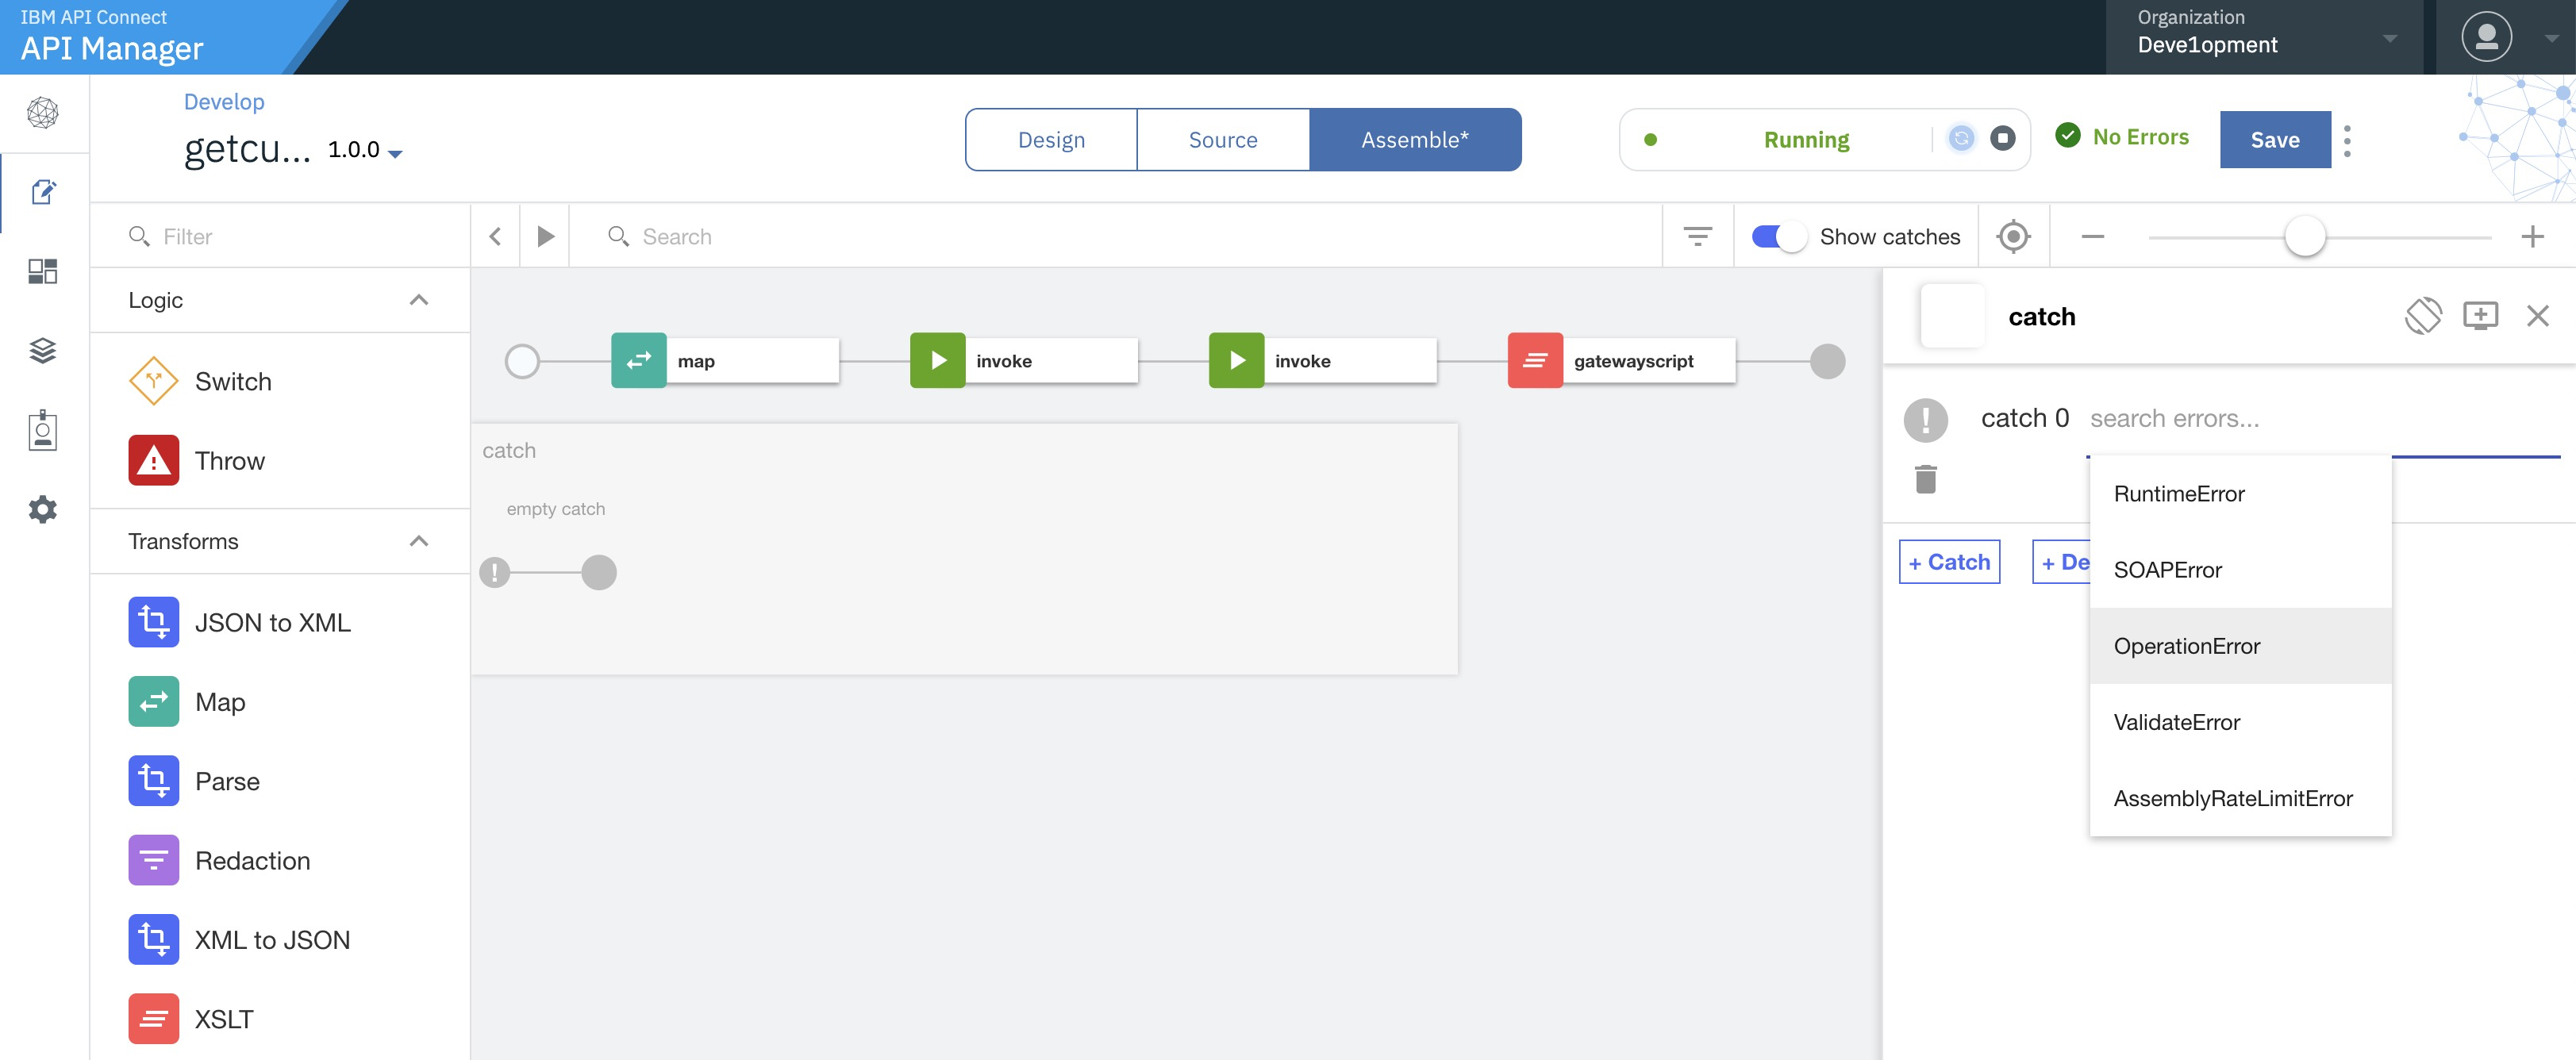 IBM API Connect
API Manager
Organization
Deve1opment
Develop
getcu... 1.0.0
Design
Source
Assemble*
Running
No Errors
Save
Filter
Search
Show catches
Logic
Switch
Throw
Transforms
JSON to XML
Map
Parse
Redaction
XML to JSON
XSLT
map
invoke
invoke
gatewayscript
catch
empty catch
catch
catch 0 search errors...
+ Catch
+ De
RuntimeError
SOAPError
OperationError
ValidateError
AssemblyRateLimitError